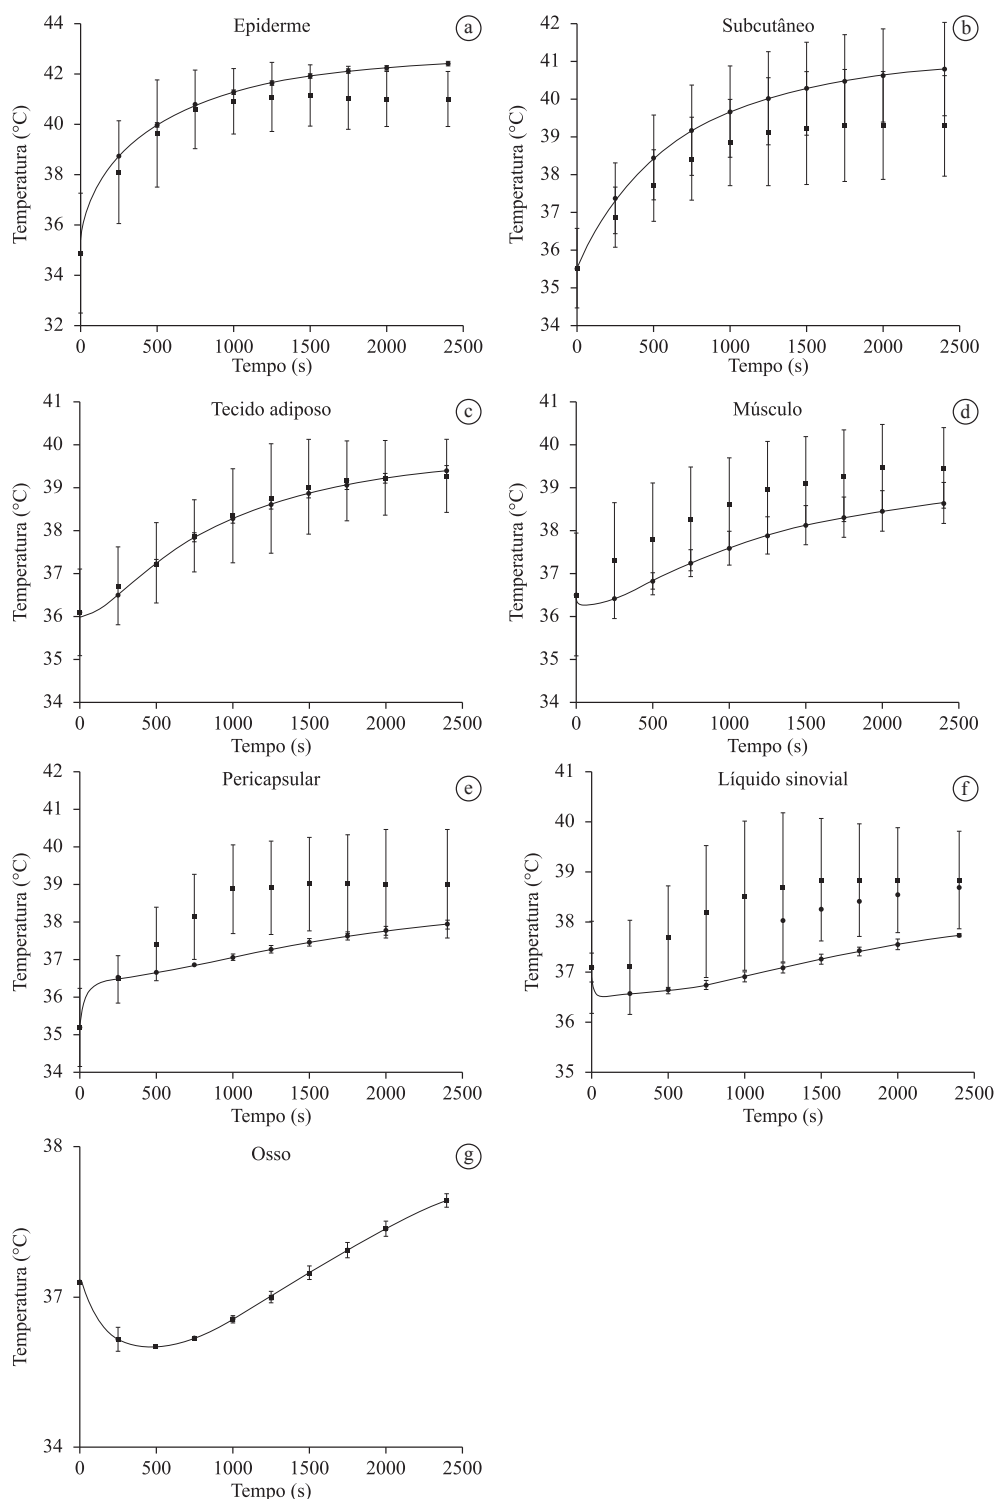 Epiderme
a
44
42
40
38
36
34
32
Temperatura (°C)
0 500 1000 1500 2000 2500
Tempo (s)
Subcutâneo
b
42
41
40
39
38
37
36
35
34
Temperatura (°C)
0 500 1000 1500 2000 2500
Tempo (s)
Tecido adiposo
c
41
40
39
38
37
36
35
34
Temperatura (°C)
0 500 1000 1500 2000 2500
Tempo (s)
Músculo
d
41
40
39
38
37
36
35
34
Temperatura (°C)
0 500 1000 1500 2000 2500
Tempo (s)
Pericapsular
e
42
41
40
39
38
37
36
35
34
Temperatura (°C)
0 500 1000 1500 2000 2500
Tempo (s)
Líquido sinovial
f
41
40
39
38
37
36
35
Temperatura (°C)
0 500 1000 1500 2000 2500
Tempo (s)
Osso
g
38
37
34
Temperatura (°C)
0 500 1000 1500 2000 2500
Tempo (s)